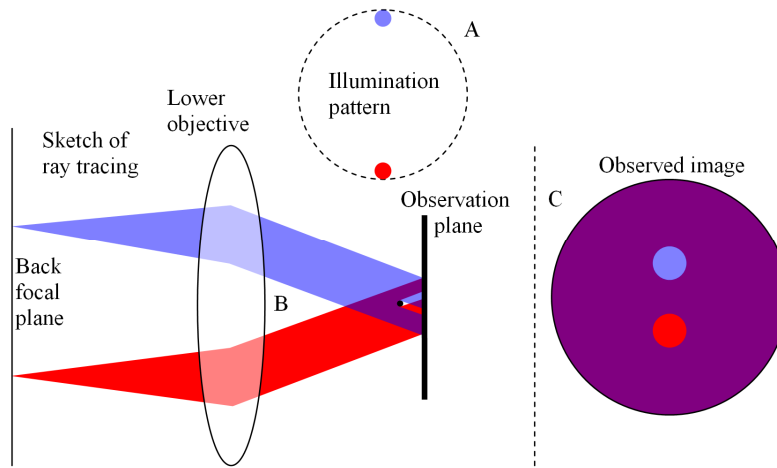 A
Illumination
pattern
Lower
objective
Sketch of
ray tracing
Observation
plane
Observed image
C
Back
focal
plane
B